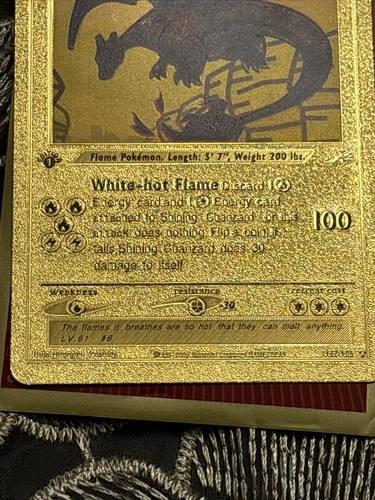 Flame Pokémon. Length: 5' 7", Weight 200 lbs.
White-hot Flame Discard 1
Energy card and 1 Energy card
attached to Shining Charizard or this
attack does nothing. Flip a coin, if
tails Shining Charizard does 30
damage to itself.
100
weakness resistance retreat cost
-30
The flames it breathes are so hot that they can melt anything.
LV.61 #6